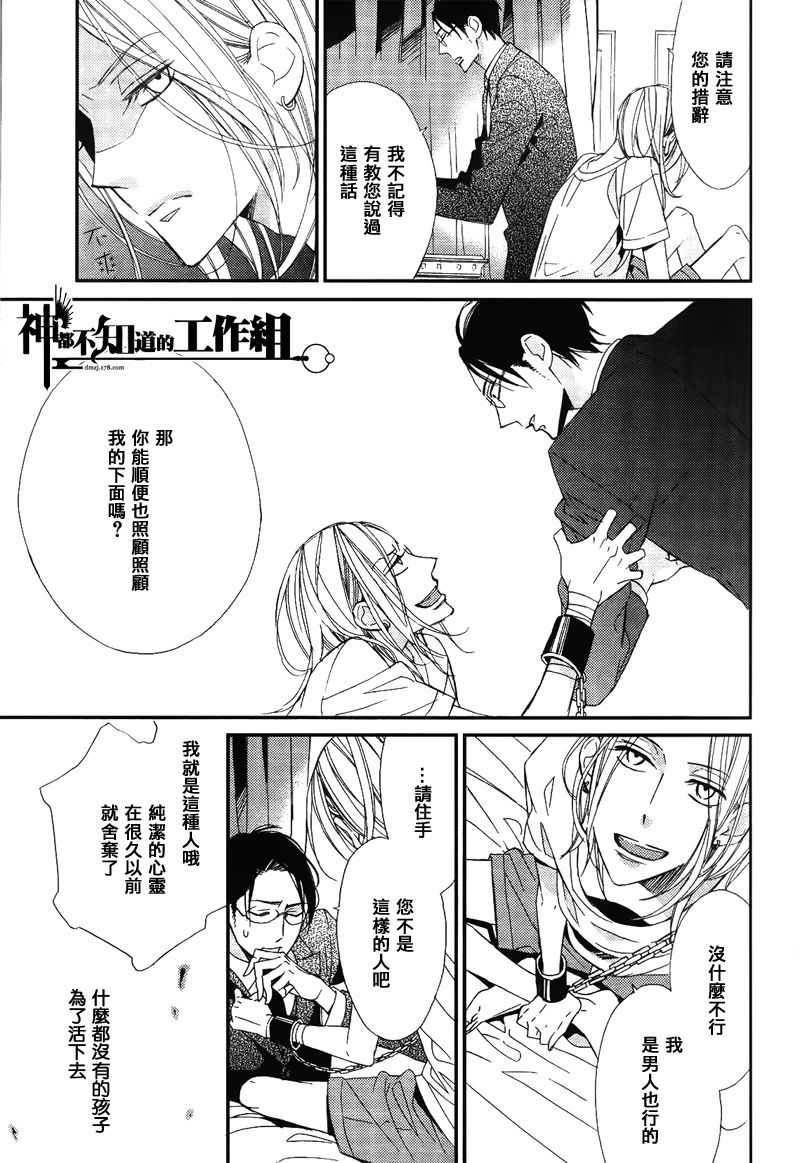 請注意
您的措辭
我不記得
有教您說過
這種話
不爽
神都不知道的工作組
dmzj.178.com
那
你能順便也照顧照顧
我的下面嗎？
沒什麼不行
我
是男人也行的
…請住手
您不是
這樣的人吧
我就是這種人哦
純潔的心靈
在很久以前
就舍棄了
什麼都沒有的孩子
為了活下去